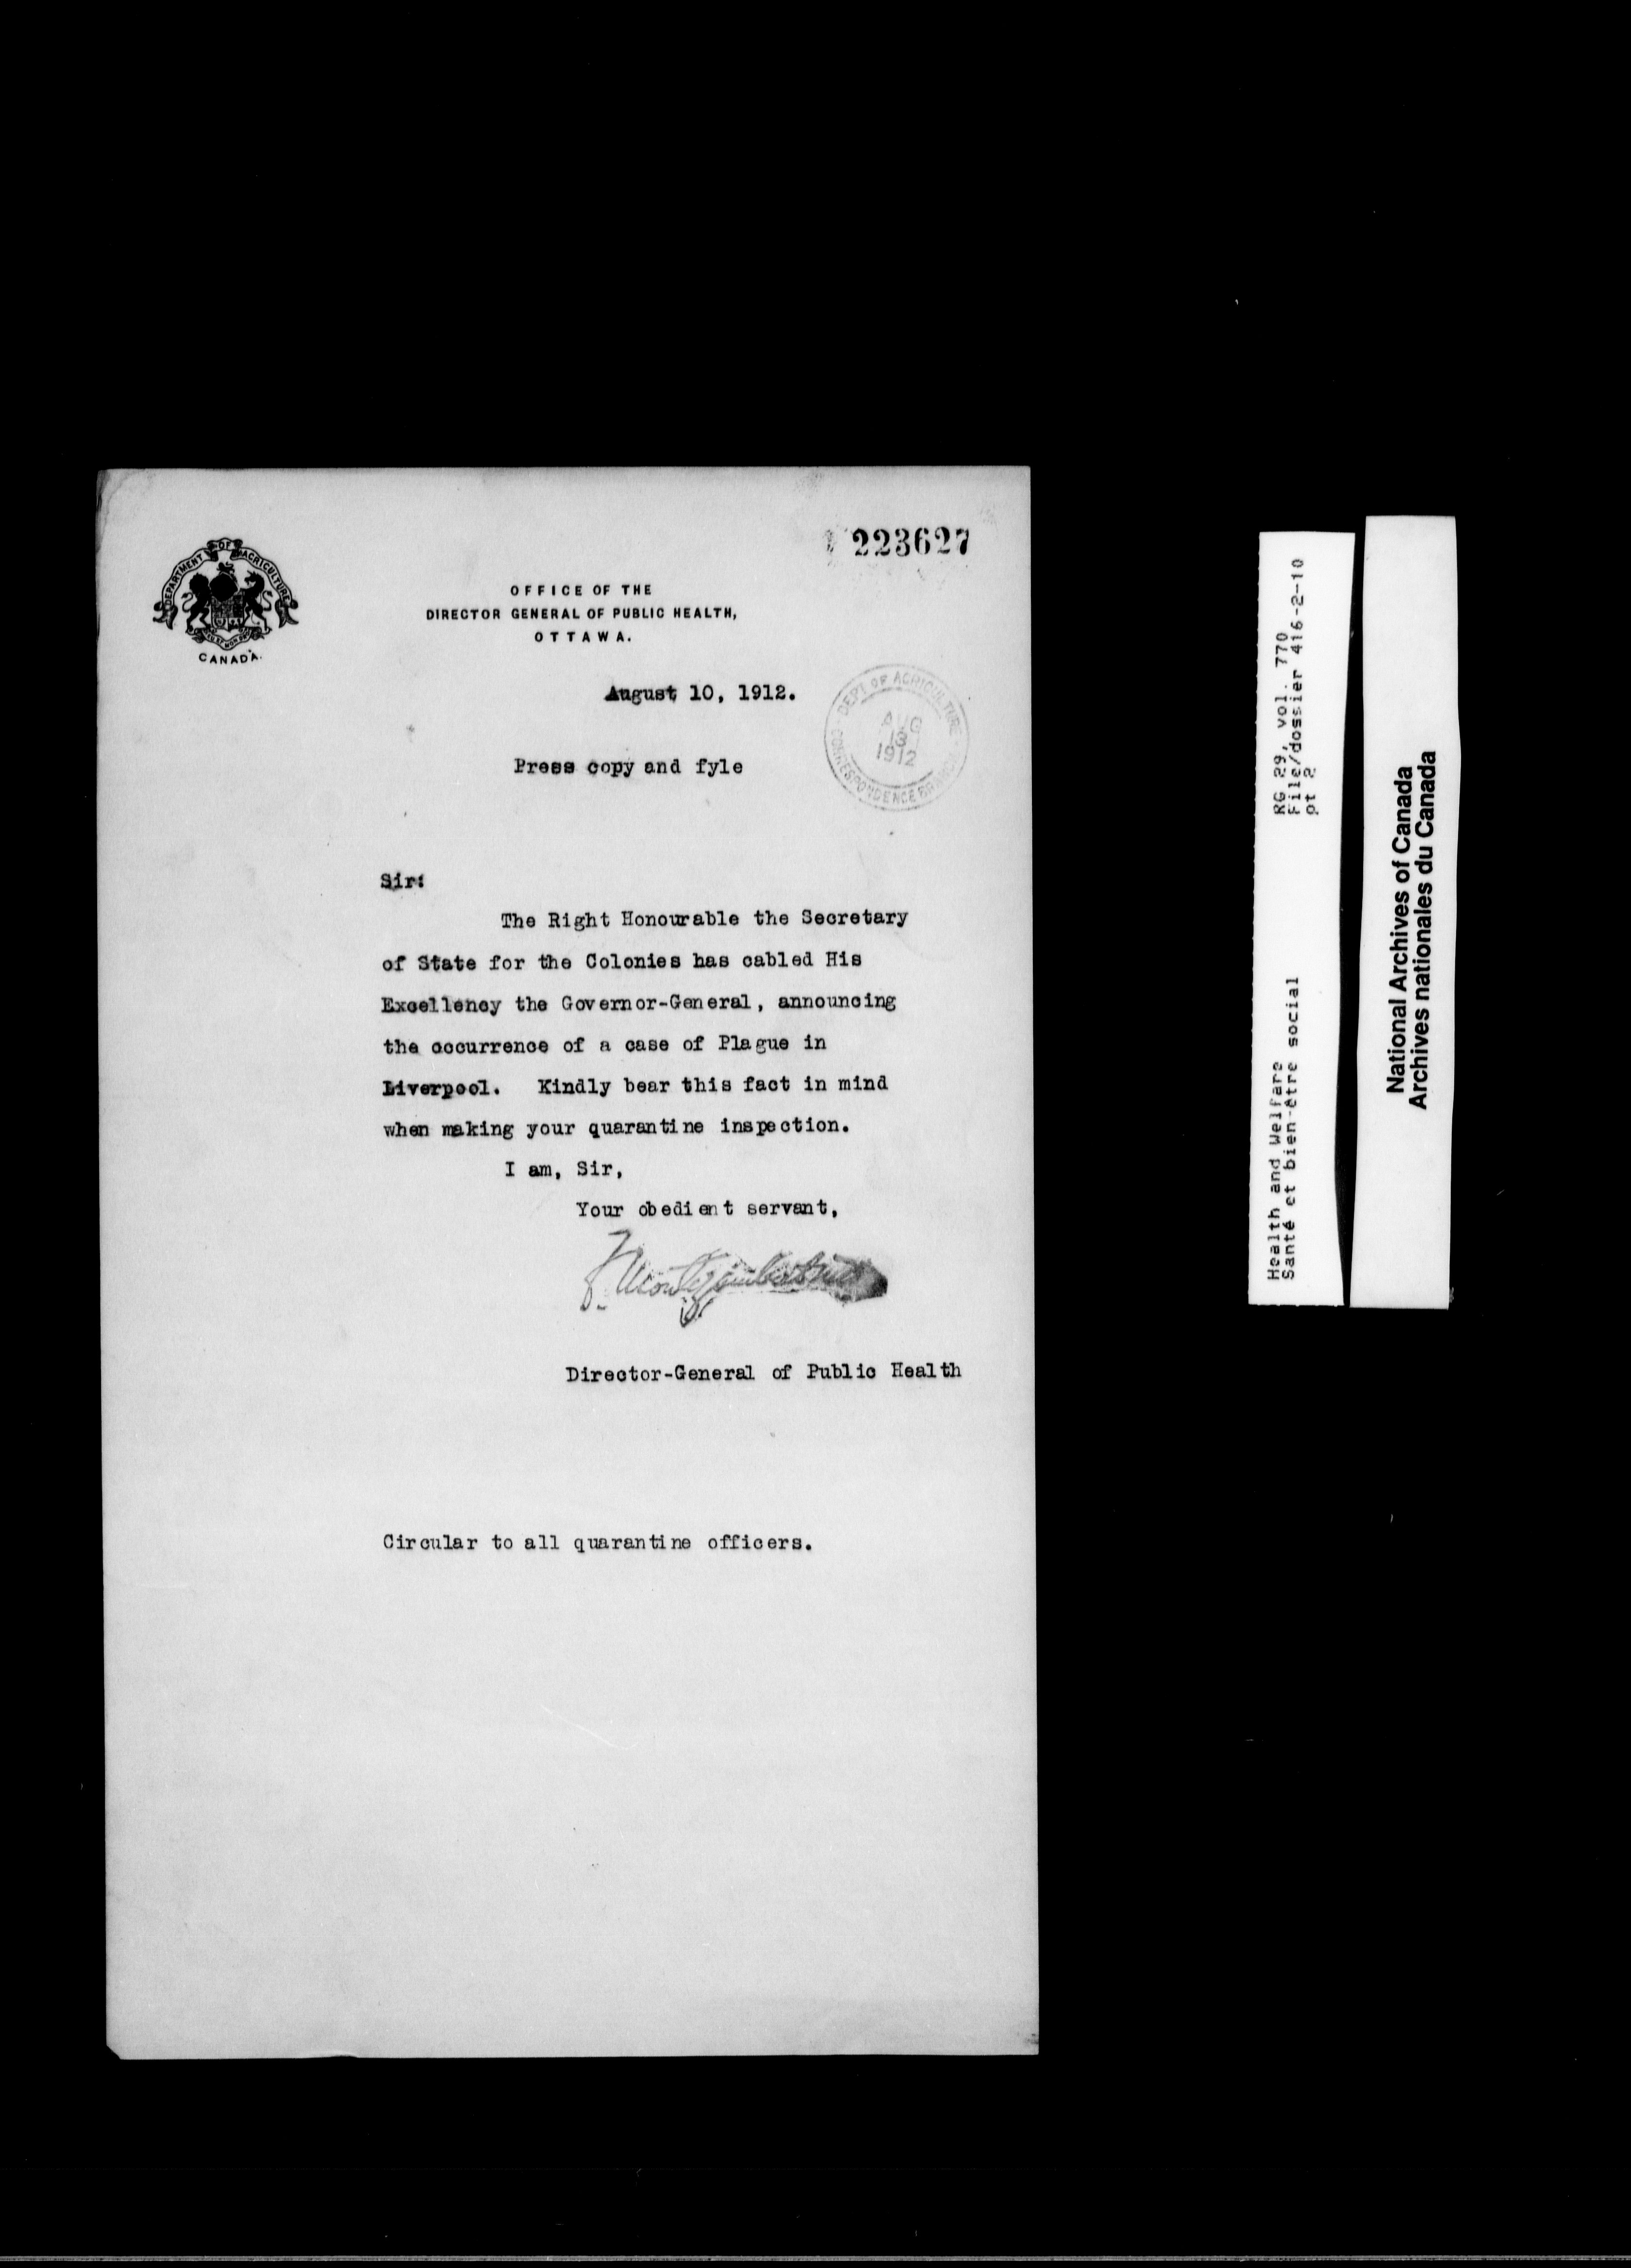 223627
DEPARTMENT OF AGRICULTURE
CANADA.
OFFICE OF THE
DIRECTOR GENERAL OF PUBLIC HEALTH,
OTTAWA.
August 10, 1912.
DEPT OF AGRICULTURE
AUG
13
1912
CORRESPONDENCE BRANCH
Press copy and fyle
Sir:
The Right Honourable the Secretary
of State for the Colonies has cabled His
Excellency the Governor-General, announcing
the occurrence of a case of Plague in
Liverpool. Kindly bear this fact in mind
when making your quarantine inspection.
I am, Sir,
Your obedient servant,
F. Montizambert
Director-General of Public Health
Circular to all quarantine officers.
Health and Welfare
Santé et bien-être social
RG 29, vol. 770
File/dossier 416-2-10
pt 2
National Archives of Canada
Archives nationales du Canada